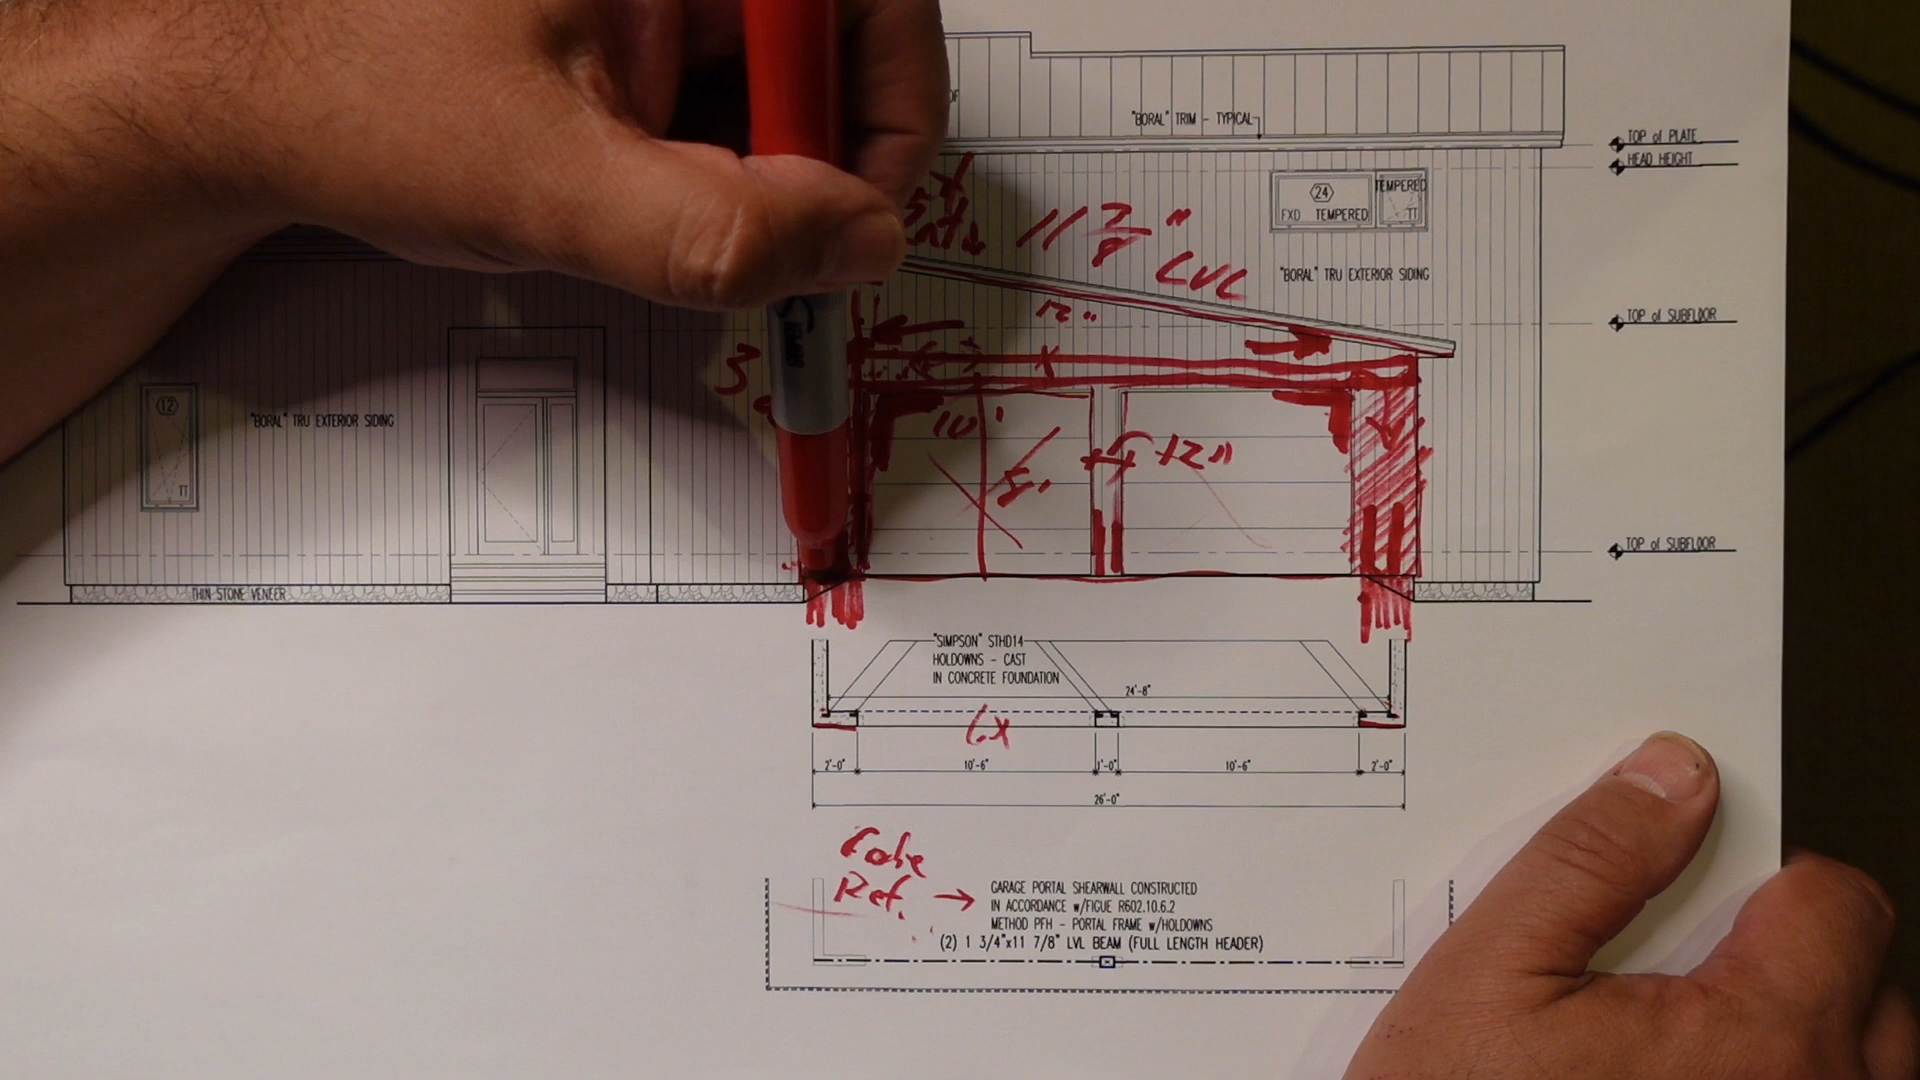 "BORAL" TRIM - TYPICAL
TOP of PLATE
HEAD HEIGHT
24
TEMPERED
FXD TEMPERED
TT
11 7/8" LVL
"BORAL" TRU EXTERIOR SIDING
12"
TOP of SUBFLOOR
3
12
"BORAL" TRU EXTERIOR SIDING
TT
10'
12"
TOP of SUBFLOOR
THIN STONE VENEER
"SIMPSON" STHD14
HOLDOWNS - CAST
IN CONCRETE FOUNDATION
24'-8"
6x
2'-0"
10'-6"
1'-0"
10'-6"
2'-0"
26'-0"
Code
Ref. →
GARAGE PORTAL SHEARWALL CONSTRUCTED
IN ACCORDANCE w/FIGUE R602.10.6.2
METHOD PFH - PORTAL FRAME w/HOLDOWNS
(2) 1 3/4"x11 7/8" LVL BEAM (FULL LENGTH HEADER)